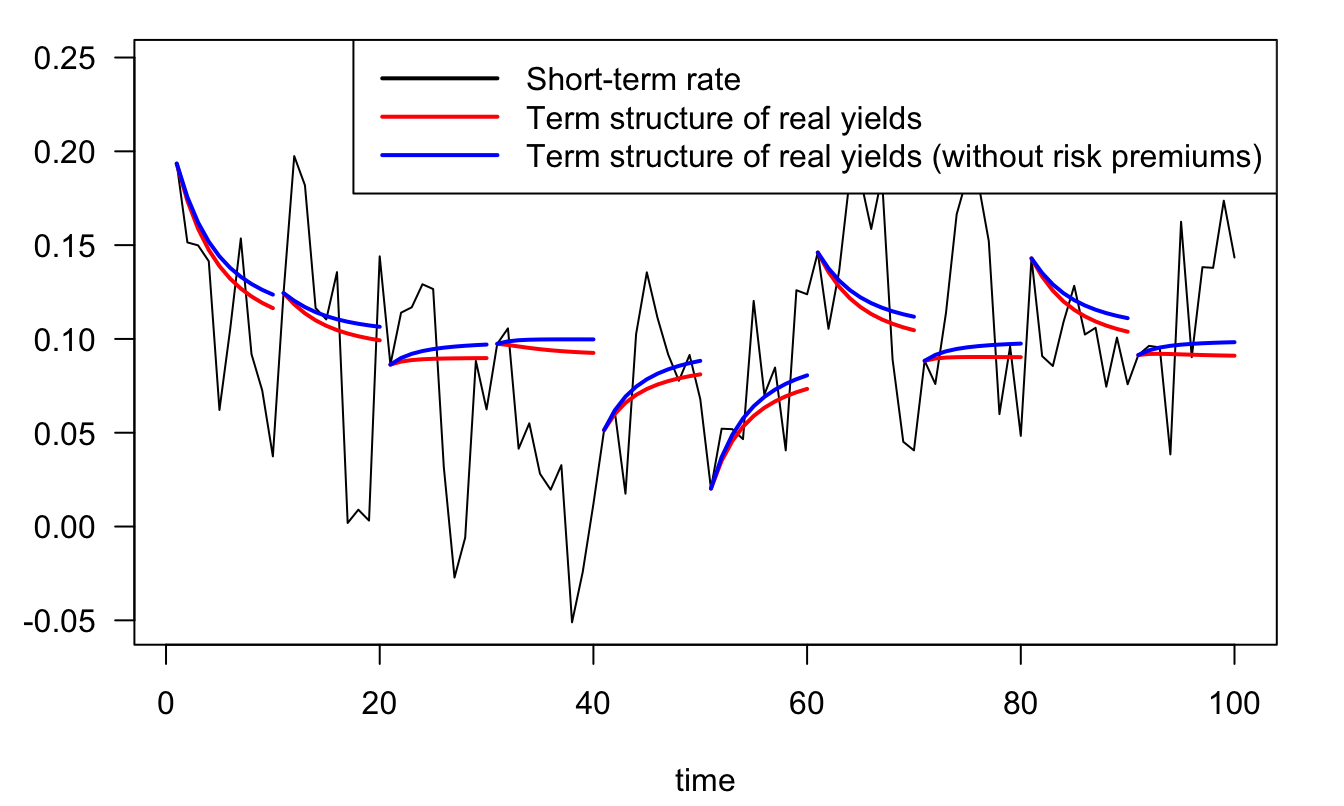 0.25
0.20
0.15
0.10
0.05
0.00
-0.05
Short-term rate
Term structure of real yields
Term structure of real yields (without risk premiums)
0 20 40 60 80 100
time